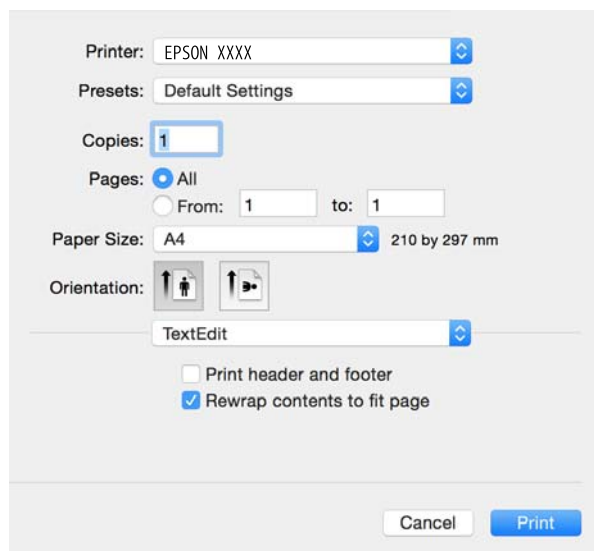 Printer: EPSON XXXX
Presets: Default Settings
Copies: 1
Pages: All
From: 1 to: 1
Paper Size: A4 210 by 297 mm
Orientation:
TextEdit
Print header and footer
Rewrap contents to fit page
Cancel Print